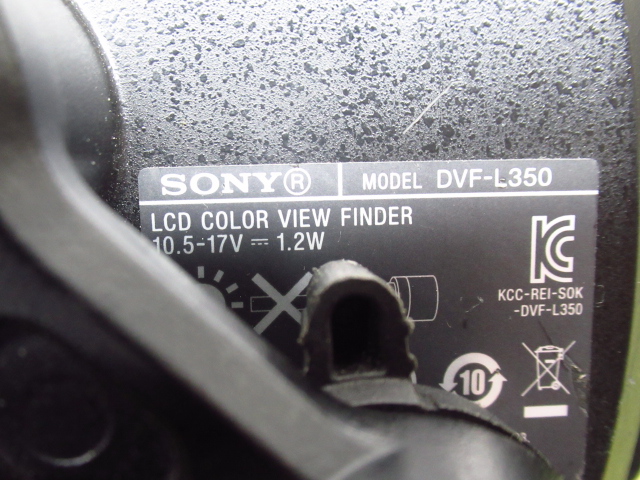 SONY® MODEL DVF-L350
LCD COLOR VIEW FINDER
10.5-17V ⎓ 1.2W
KCC-REI-SOK
-DVF-L350
10